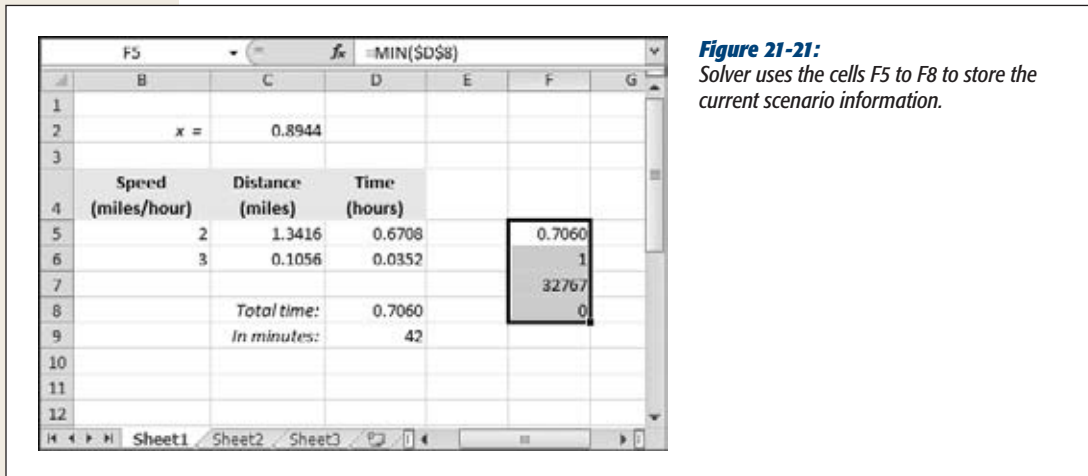 F5 fx =MIN($D$8)
B C D E F G
1
2 x = 0.8944
3
Speed Distance Time
4 (miles/hour) (miles) (hours)
5 2 1.3416 0.6708 0.7060
6 3 0.1056 0.0352 1
7 32767
8 Total time: 0.7060 0
9 In minutes: 42
10
11
12
Sheet1 Sheet2 Sheet3
Figure 21-21:
Solver uses the cells F5 to F8 to store the
current scenario information.